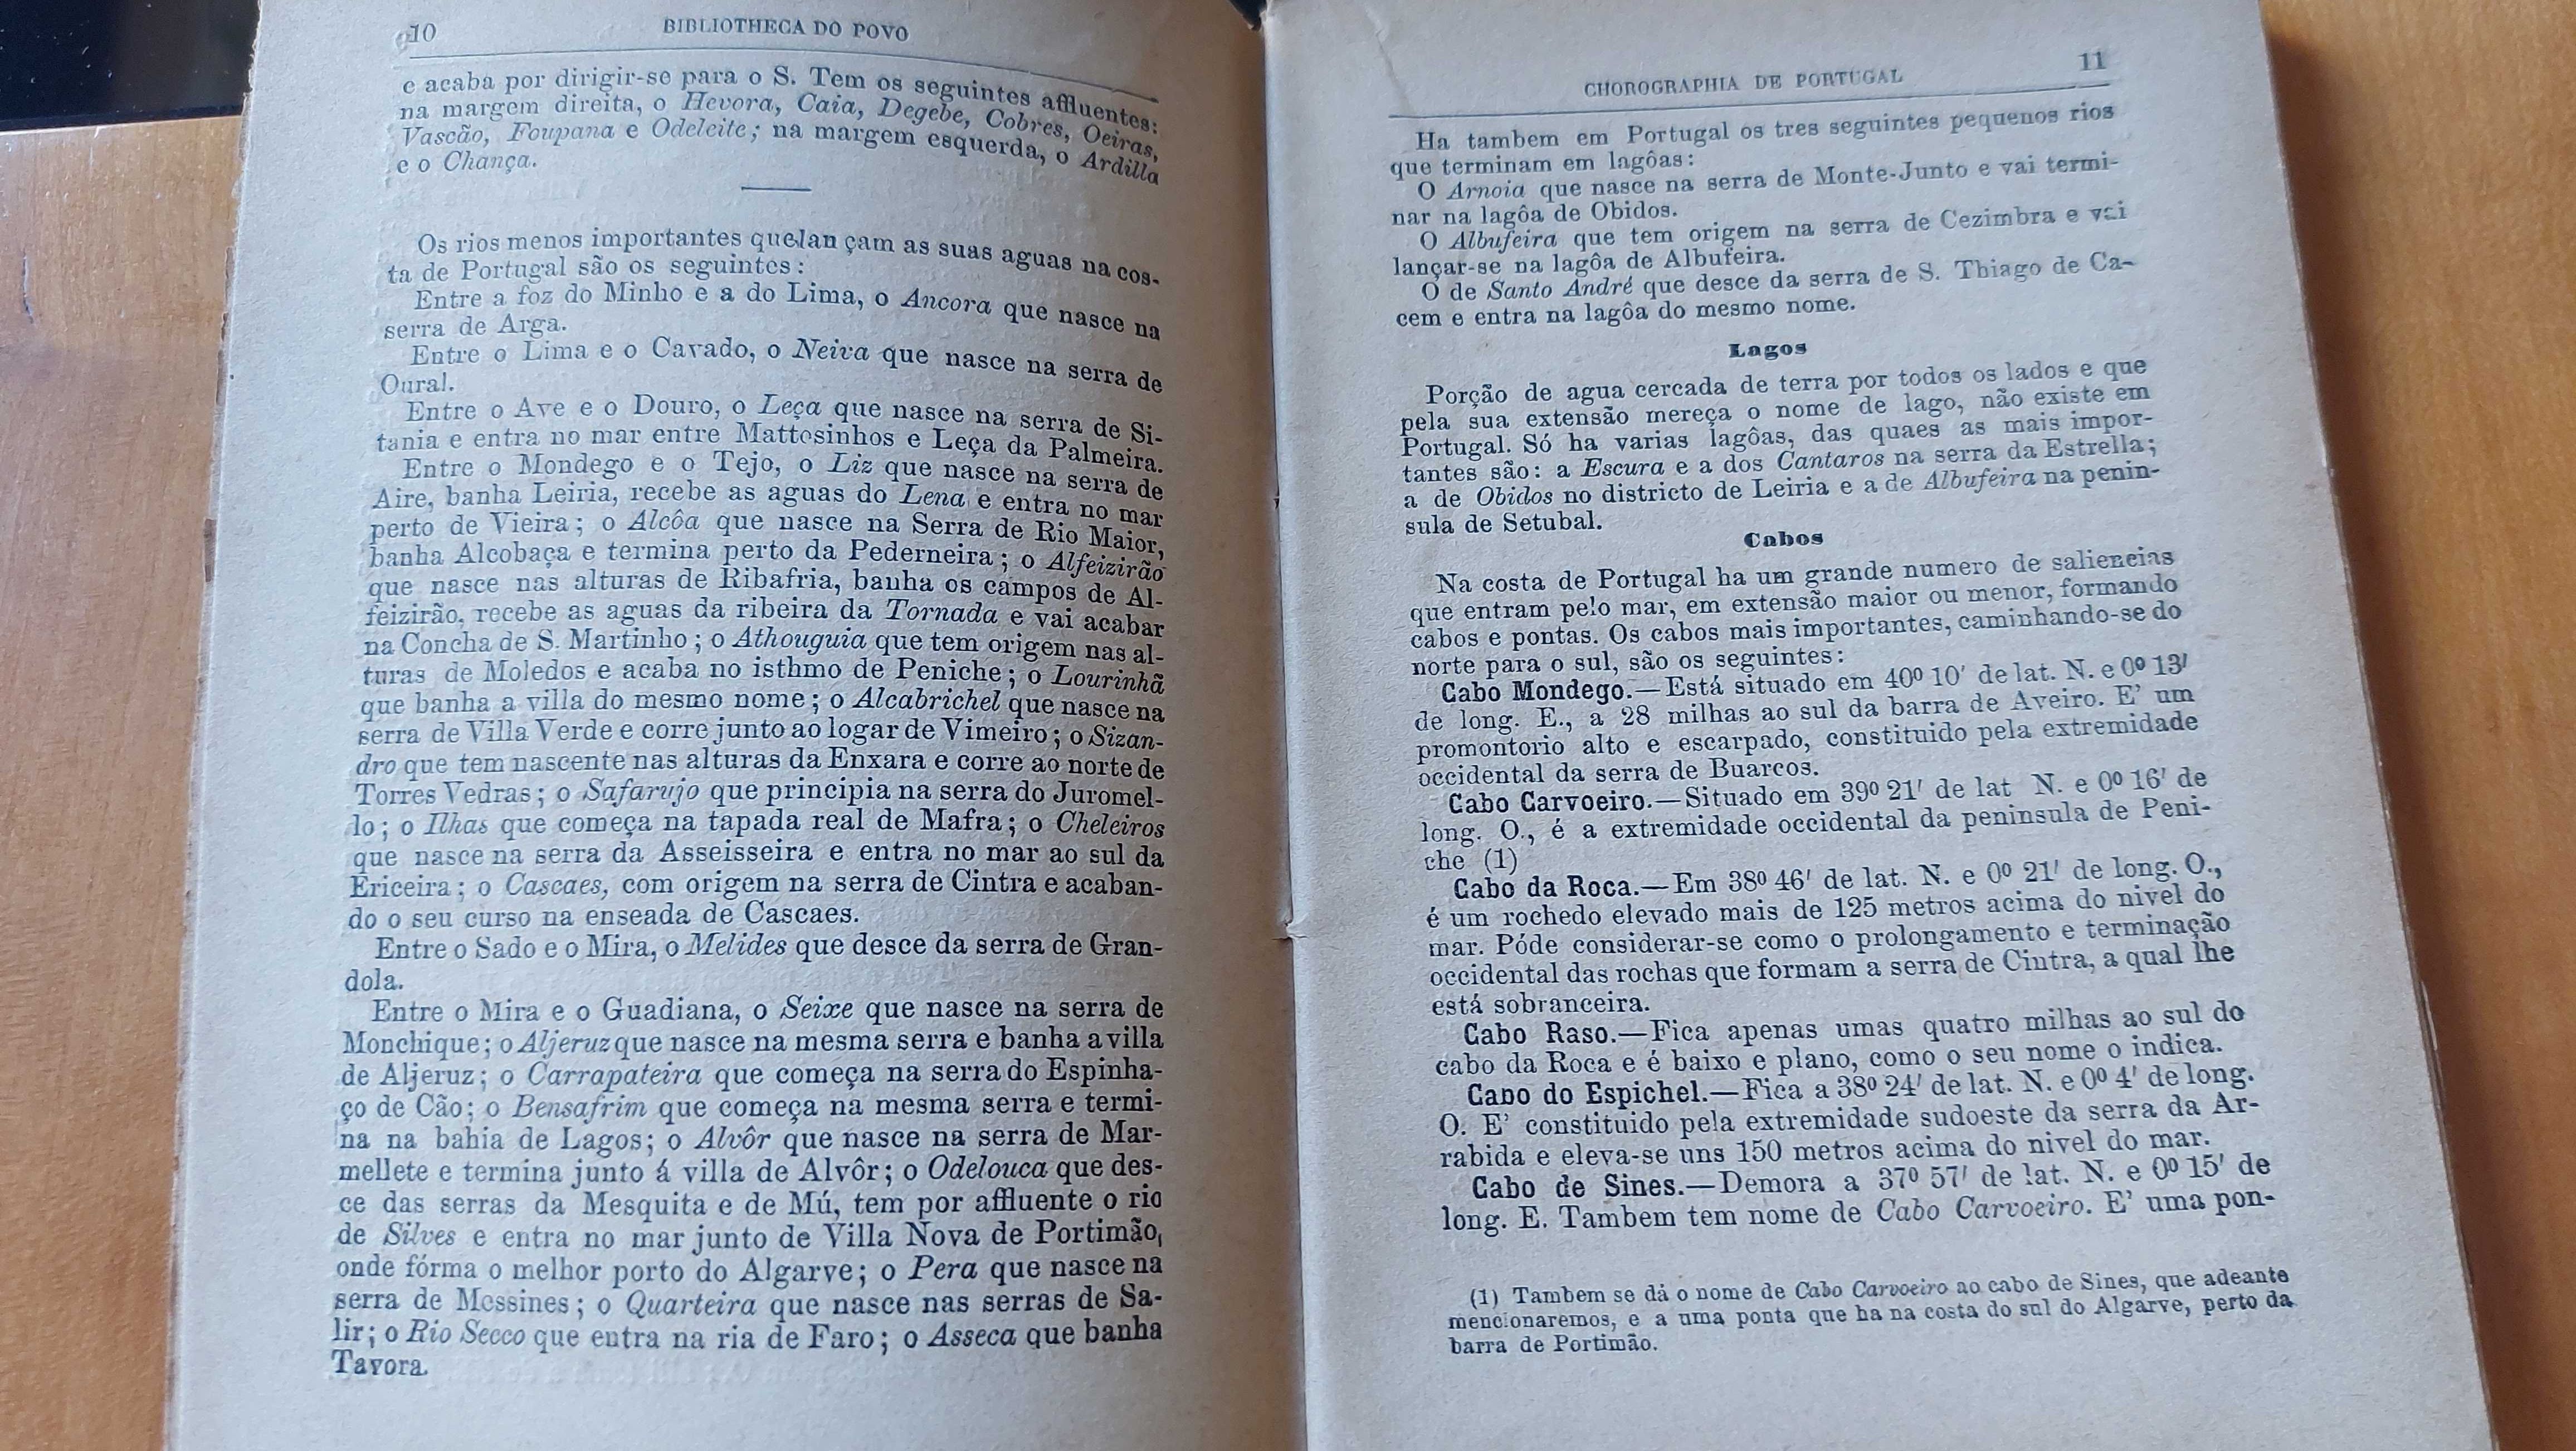 10
BIBLIOTHECA DO POVO
e acaba por dirigir-se para o S. Tem os seguintes affluentes:
na margem direita, o Hevora, Caia, Degebe, Cobres, Oeiras,
Vascão, Foupana e Odeleite; na margem esquerda, o Ardilla
e o Chança.
Os rios menos importantes quelan çam as suas aguas na cos-
ta de Portugal são os seguintes:
Entre a foz do Minho e a do Lima, o Ancora que nasce na
serra de Arga.
Entre o Lima e o Cavado, o Neiva que nasce na serra de
Oural.
Entre o Ave e o Douro, o Leça que nasce na serra de Si-
tania e entra no mar entre Mattosinhos e Leça da Palmeira.
Entre o Mondego e o Tejo, o Liz que nasce na serra de
Aire, banha Leiria, recebe as aguas do Lena e entra no mar
perto de Vieira; o Alcôa que nasce na Serra de Rio Maior,
banha Alcobaça e termina perto da Pederneira; o Alfeizirão
que nasce nas alturas de Ribafria, banha os campos de Al-
feizirão, recebe as aguas da ribeira da Tornada e vai acabar
na Concha de S. Martinho; o Athouguia que tem origem nas al-
turas de Moledos e acaba no isthmo de Peniche; o Lourinhã
que banha a villa do mesmo nome; o Alcabrichel que nasce na
serra de Villa Verde e corre junto ao logar de Vimeiro; o Sizan-
dro que tem nascente nas alturas da Enxara e corre ao norte de
Torres Vedras; o Safarujo que principia na serra do Juromel-
lo; o Ilhas que começa na tapada real de Mafra; o Cheleiros
que nasce na serra da Asseisseira e entra no mar ao sul da
Ericeira; o Cascaes, com origem na serra de Cintra e acaban-
do o seu curso na enseada de Cascaes.
Entre o Sado e o Mira, o Melides que desce da serra de Gran-
dola.
Entre o Mira e o Guadiana, o Seixe que nasce na serra de
Monchique; o Aljeruz que nasce na mesma serra e banha a villa
de Aljeruz; o Carrapateira que começa na serra do Espinha-
ço de Cão; o Bensafrim que começa na mesma serra e termi-
na na bahia de Lagos; o Alvôr que nasce na serra de Mar-
mellete e termina junto á villa de Alvôr; o Odelouca que des-
ce das serras da Mesquita e de Mú, tem por affluente o rio
de Silves e entra no mar junto de Villa Nova de Portimão,
onde fórma o melhor porto do Algarve; o Pera que nasce na
serra de Messines; o Quarteira que nasce nas serras de Sa-
lir; o Rio Secco que entra na ria de Faro; o Asseca que banha
Tavora.
CHOROGRAPHIA DE PORTUGAL
11
Ha tambem em Portugal os tres seguintes pequenos rios
que terminam em lagôas:
O Arnoia que nasce na serra de Monte-Junto e vai termi-
nar na lagôa de Obidos.
O Albufeira que tem origem na serra de Cezimbra e vai
lançar-se na lagôa de Albufeira.
O de Santo André que desce da serra de S. Thiago de Ca-
cem e entra na lagôa do mesmo nome.
Lagos
Porção de agua cercada de terra por todos os lados e que
pela sua extensão mereça o nome de lago, não existe em
Portugal. Só ha varias lagôas, das quaes as mais impor-
tantes são: a Escura e a dos Cantaros na serra da Estrella;
a de Obidos no districto de Leiria e a de Albufeira na penin-
sula de Setubal.
Cabos
Na costa de Portugal ha um grande numero de saliencias
que entram pelo mar, em extensão maior ou menor, formando
cabos e pontas. Os cabos mais importantes, caminhando-se do
norte para o sul, são os seguintes:
Cabo Mondego.—Está situado em 40º 10' de lat. N. e 0º 13'
de long. E., a 28 milhas ao sul da barra de Aveiro. E' um
promontorio alto e escarpado, constituido pela extremidade
occidental da serra de Buarcos.
Cabo Carvoeiro.—Situado em 39º 21' de lat N. e 0º 16' de
long. O., é a extremidade occidental da peninsula de Peni-
che (1)
Cabo da Roca.—Em 38º 46' de lat. N. e 0º 21' de long. O.,
é um rochedo elevado mais de 125 metros acima do nivel do
mar. Póde considerar-se como o prolongamento e terminação
occidental das rochas que formam a serra de Cintra, a qual lhe
está sobranceira.
Cabo Raso.—Fica apenas umas quatro milhas ao sul do
cabo da Roca e é baixo e plano, como o seu nome o indica.
Cabo do Espichel.—Fica a 38º 24' de lat. N. e 0º 4' de long.
O. E' constituido pela extremidade sudoeste da serra da Ar-
rabida e eleva-se uns 150 metros acima do nivel do mar.
Cabo de Sines.—Demora a 37º 57' de lat. N. e 0º 15' de
long. E. Tambem tem nome de Cabo Carvoeiro. E' uma pon-
(1) Tambem se dá o nome de Cabo Carvoeiro ao cabo de Sines, que adeante
mencionaremos, e a uma ponta que ha na costa do sul do Algarve, perto da
barra de Portimão.